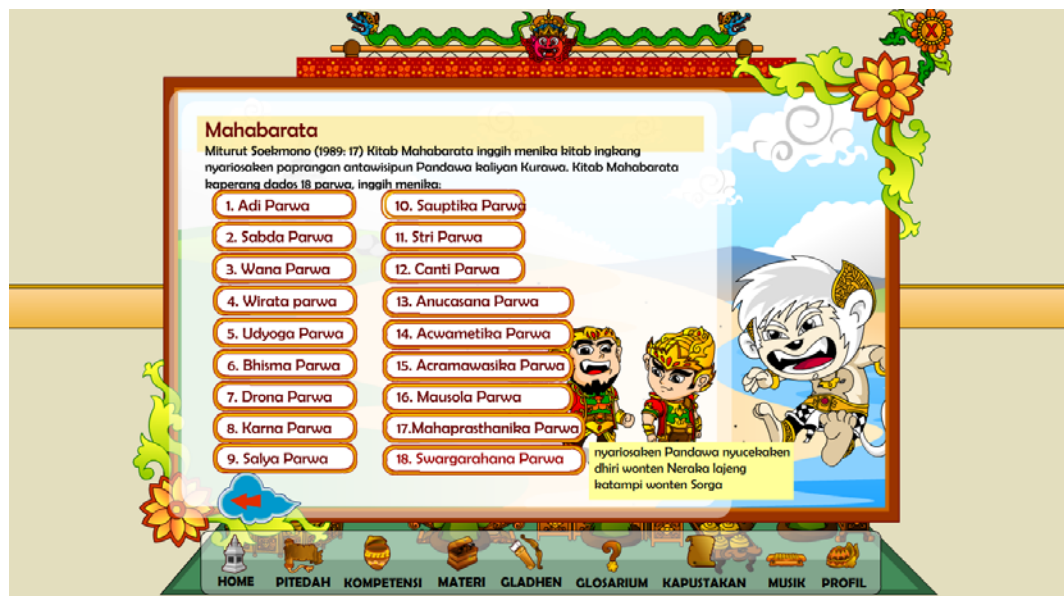 X
Mahabarata
Miturut Soekmono (1989: 17) Kitab Mahabarata inggih menika kitab ingkang
nyariosaken paprangan antawisipun Pandawa kaliyan Kurawa. Kitab Mahabarata
kaperang dados 18 parwa, inggih menika:
1. Adi Parwa
2. Sabda Parwa
3. Wana Parwa
4. Wirata parwa
5. Udyoga Parwa
6. Bhisma Parwa
7. Drona Parwa
8. Karna Parwa
9. Salya Parwa
10. Sauptika Parwa
11. Stri Parwa
12. Canti Parwa
13. Anucasana Parwa
14. Acwametika Parwa
15. Acramawasika Parwa
16. Mausola Parwa
17.Mahaprasthanika Parwa
18. Swargarahana Parwa
nyariosaken Pandawa nyucekaken
dhiri wonten Neraka lajeng
katampi wonten Sorga
HOME PITEDAH KOMPETENSI MATERI GLADHEN GLOSARIUM KAPUSTAKAN MUSIK PROFIL